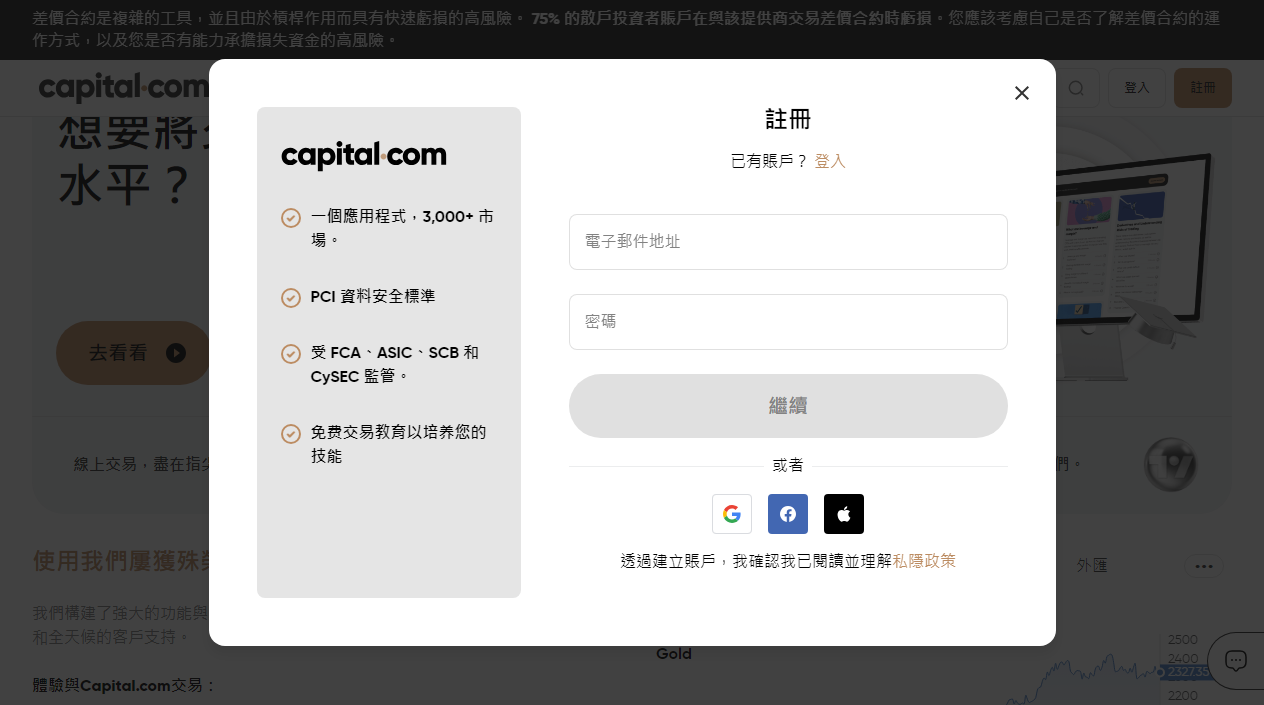 差價合約是複雜的工具，並且由於槓桿作用而具有快速虧損的高風險。 75% 的散戶投資者賬戶在與該提供商交易差價合約時虧損。您應該考慮自己是否了解差價合約的運
作方式，以及您是否有能力承擔損失資金的高風險。
capital.com
登入
註冊
想要將
水平？
去看看
線上交易，盡在指尖
們。
使用我們屢獲殊榮
外匯
我們構建了強大的功能與
和全天候的客戶支持。
體驗與Capital.com交易：
Gold
2500
2400
232735
2200
capital.com
一個應用程式，3,000+ 市
場。
PCI 資料安全標準
受 FCA、ASIC、SCB 和
CySEC 監管。
免费交易教育以培养您的
技能
註冊
已有賬戶？ 登入
電子郵件地址
密碼
繼續
或者
透過建立賬戶，我確認我已閱讀並理解私隱政策